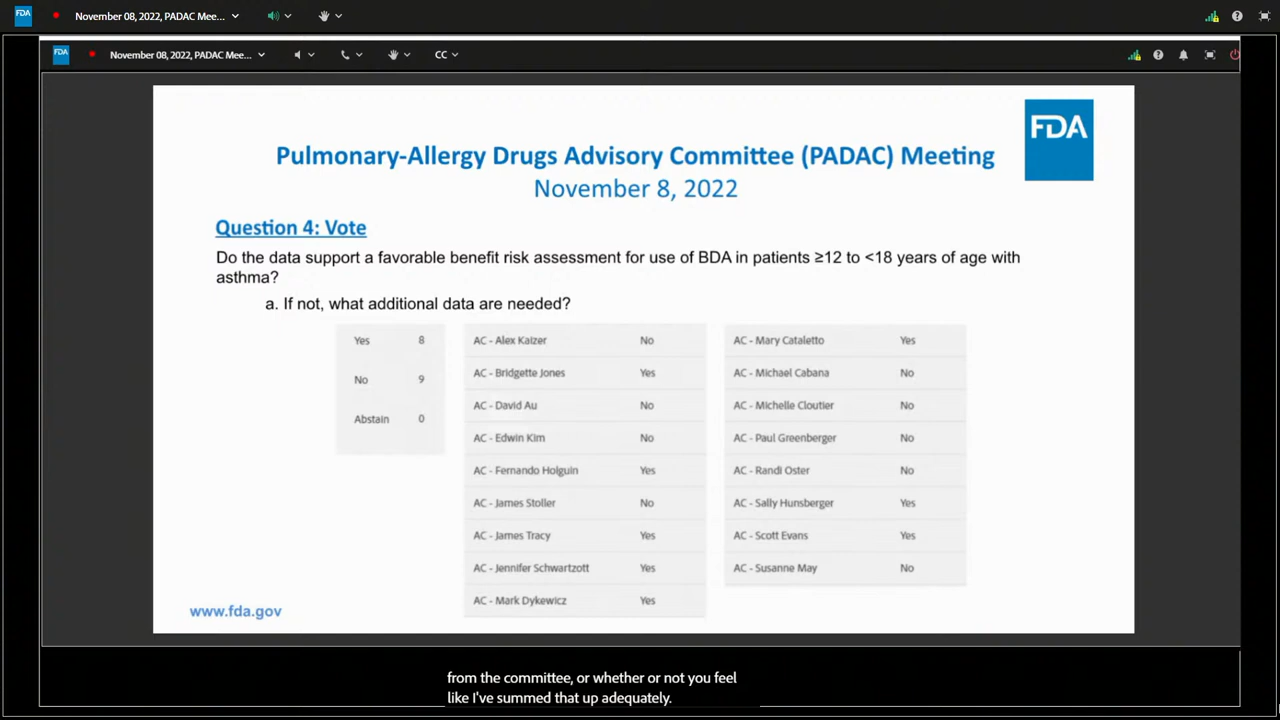 FDA
November 08, 2022, PADAC Mee...
FDA
November 08, 2022, PADAC Mee...
CC
FDA
Pulmonary-Allergy Drugs Advisory Committee (PADAC) Meeting
November 8, 2022
Question 4: Vote
Do the data support a favorable benefit risk assessment for use of BDA in patients ≥12 to <18 years of age with
asthma?
a. If not, what additional data are needed?
Yes 8
No 9
Abstain 0
AC - Alex Kaizer No
AC - Bridgette Jones Yes
AC - David Au No
AC - Edwin Kim No
AC - Fernando Holguin Yes
AC - James Stoller No
AC - James Tracy Yes
AC - Jennifer Schwartzott Yes
AC - Mark Dykewicz Yes
AC - Mary Cataletto Yes
AC - Michael Cabana No
AC - Michelle Cloutier No
AC - Paul Greenberger No
AC - Randi Oster No
AC - Sally Hunsberger Yes
AC - Scott Evans Yes
AC - Susanne May No
www.fda.gov
from the committee, or whether or not you feel
like I've summed that up adequately.